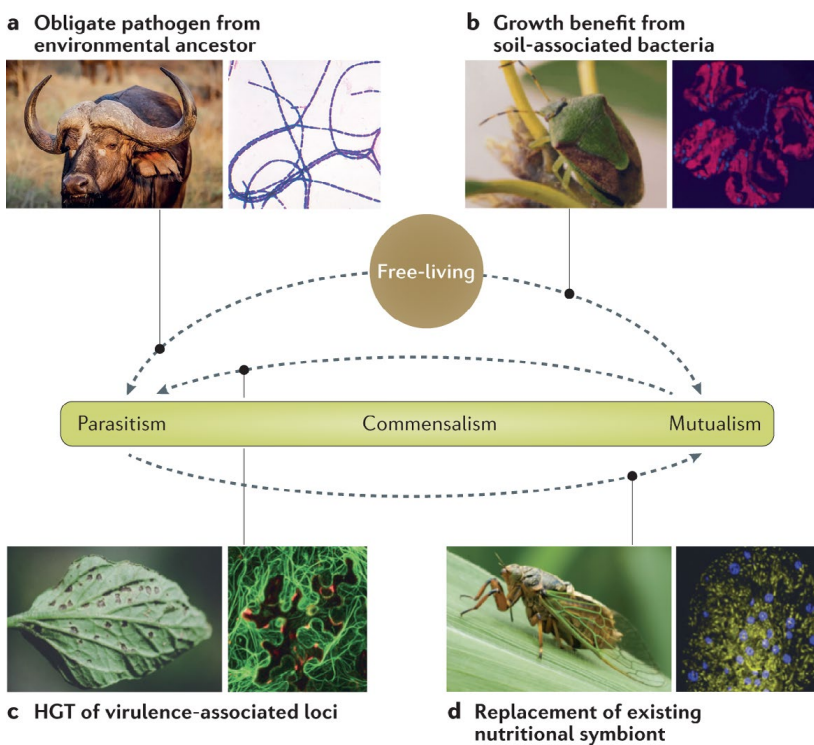 a Obligate pathogen from
environmental ancestor
b Growth benefit from
soil-associated bacteria
Free-living
Parasitism
Commensalism
Mutualism
c HGT of virulence-associated loci
d Replacement of existing
nutritional symbiont